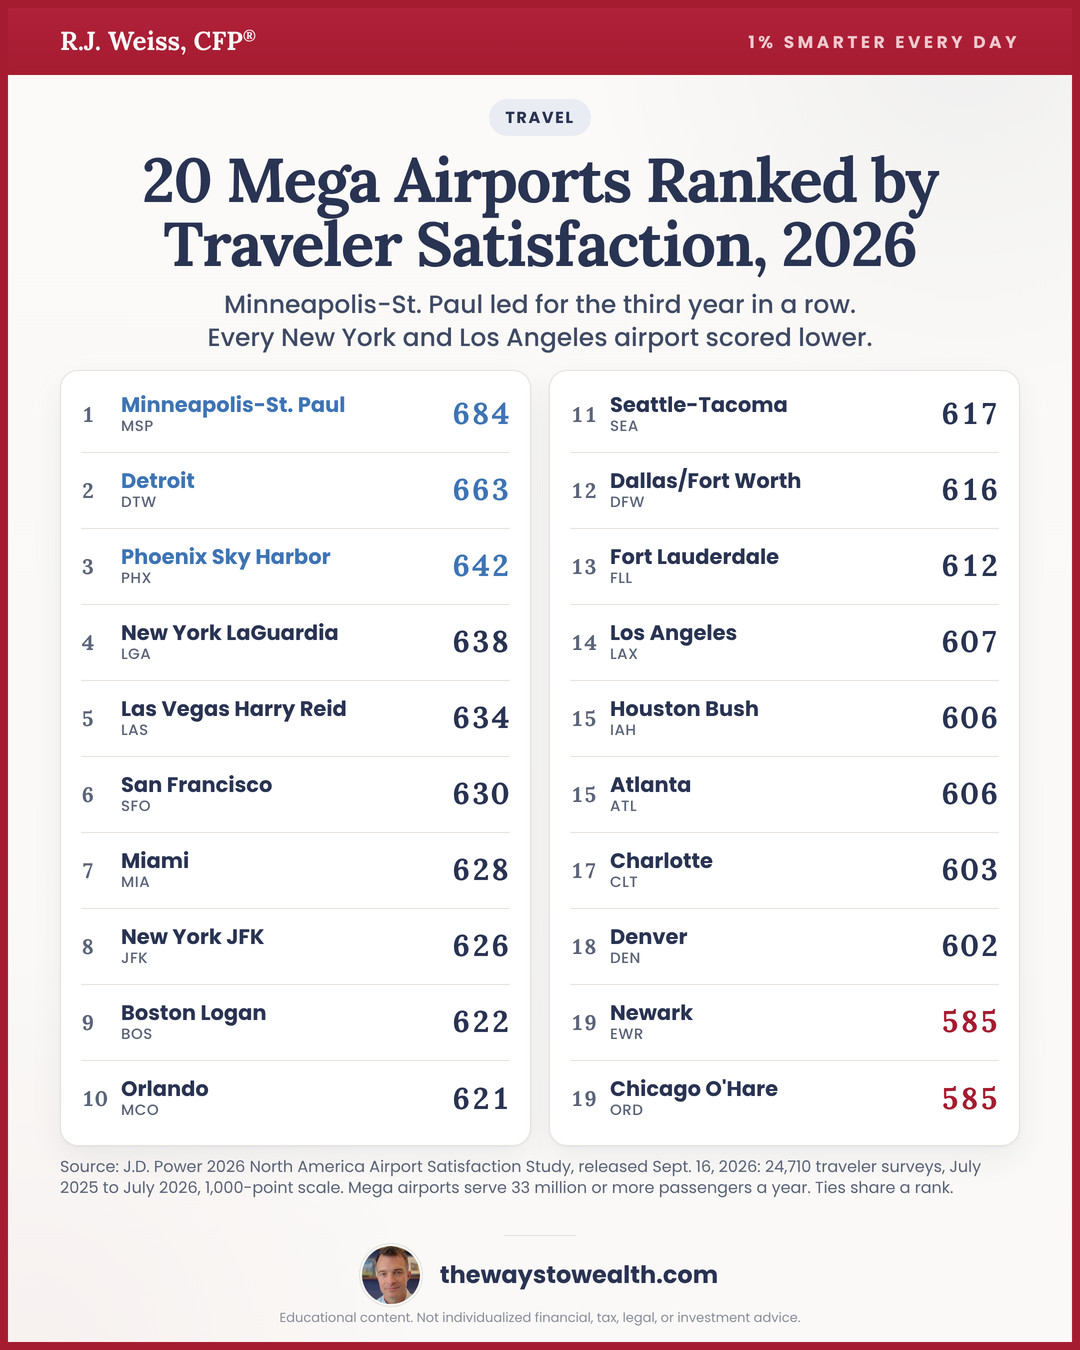 R.J. Weiss, CFP®
1% SMARTER EVERY DAY
TRAVEL
20 Mega Airports Ranked by
Traveler Satisfaction, 2026
Minneapolis-St. Paul led for the third year in a row.
Every New York and Los Angeles airport scored lower.
1 Minneapolis-St. Paul 684
MSP
2 Detroit 663
DTW
3 Phoenix Sky Harbor 642
PHX
4 New York LaGuardia 638
LGA
5 Las Vegas Harry Reid 634
LAS
6 San Francisco 630
SFO
7 Miami 628
MIA
8 New York JFK 626
JFK
9 Boston Logan 622
BOS
10 Orlando 621
MCO
11 Seattle-Tacoma 617
SEA
12 Dallas/Fort Worth 616
DFW
13 Fort Lauderdale 612
FLL
14 Los Angeles 607
LAX
15 Houston Bush 606
IAH
15 Atlanta 606
ATL
17 Charlotte 603
CLT
18 Denver 602
DEN
19 Newark 585
EWR
19 Chicago O'Hare 585
ORD
Source: J.D. Power 2026 North America Airport Satisfaction Study, released Sept. 16, 2026: 24,710 traveler surveys, July
2025 to July 2026, 1,000-point scale. Mega airports serve 33 million or more passengers a year. Ties share a rank.
thewaystowealth.com
Educational content. Not individualized financial, tax, legal, or investment advice.